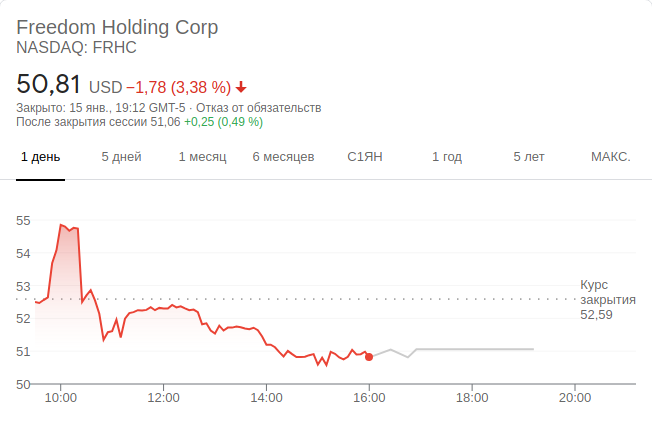 Freedom Holding Corp
NASDAQ: FRHC
50,81 USD −1,78 (3,38 %)
Закрыто: 15 янв., 19:12 GMT-5 · Отказ от обязательств
После закрытия сессии 51,06 +0,25 (0,49 %)
1 день 5 дней 1 месяц 6 месяцев С1ЯН 1 год 5 лет МАКС.
55
54
53
52
51
50
Курс
закрытия
52,59
10:00 12:00 14:00 16:00 18:00 20:00